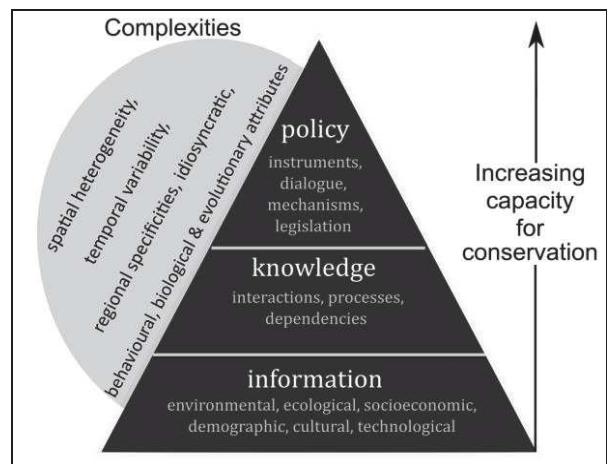 Complexities
spatial heterogeneity,
temporal variability,
regional specificities, idiosyncratic,
behavioural, biological & evolutionary attributes
policy
instruments,
dialogue,
mechanisms,
legislation
knowledge
interactions, processes,
dependencies
information
environmental, ecological, socioeconomic,
demographic, cultural, technological
Increasing
capacity
for
conservation